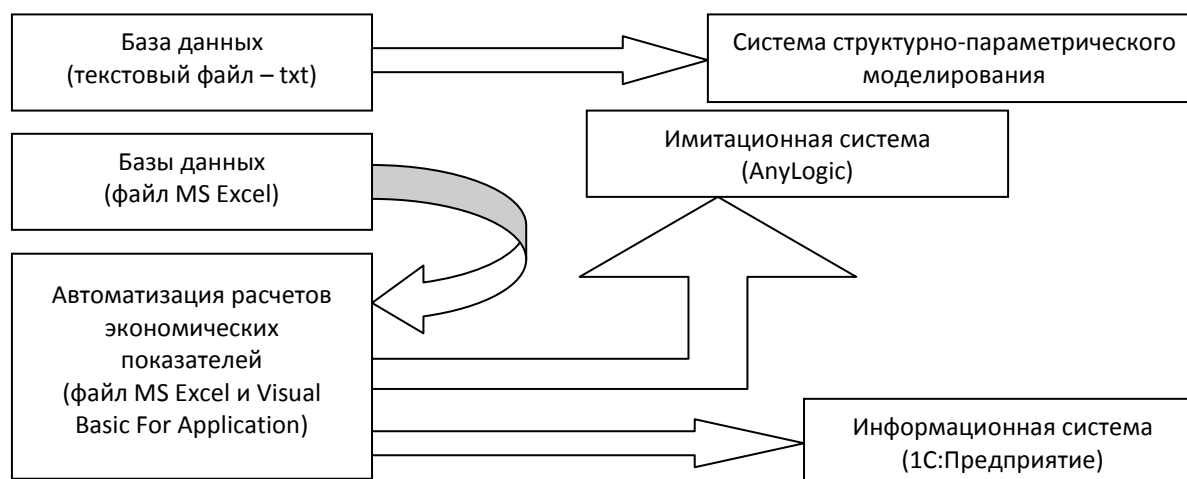 База данных
(текстовый файл – txt)
Система структурно-параметрического
моделирования
Базы данных
(файл MS Excel)
Имитационная система
(AnyLogic)
Автоматизация расчетов
экономических
показателей
(файл MS Excel и Visual
Basic For Application)
Информационная система
(1С:Предприятие)